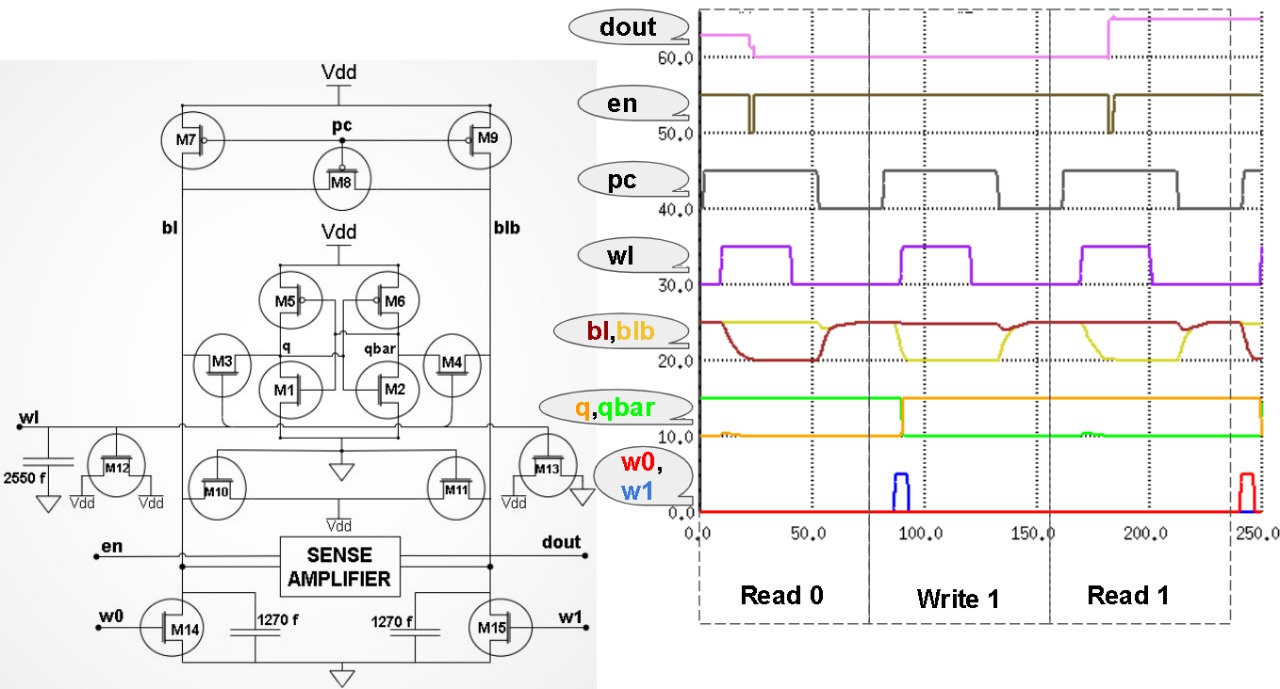 Vdd
pc
M7
M9
M8
bl
blb
Vdd
M5
M6
q
qbar
M3
M4
M1
M2
wl
M12
M13
2550 f
Vdd
Vdd
M10
M11
Vdd
Vdd
en
SENSE
AMPLIFIER
dout
w0
M14
1270 f
1270 f
M15
w1
dout
60.0
en
50.0
pc
40.0
wl
30.0
bl,blb
20.0
q,qbar
10.0
w0,
w1
0.0
0.0 50.0 100.0 150.0 200.0 250.0
Read 0
Write 1
Read 1